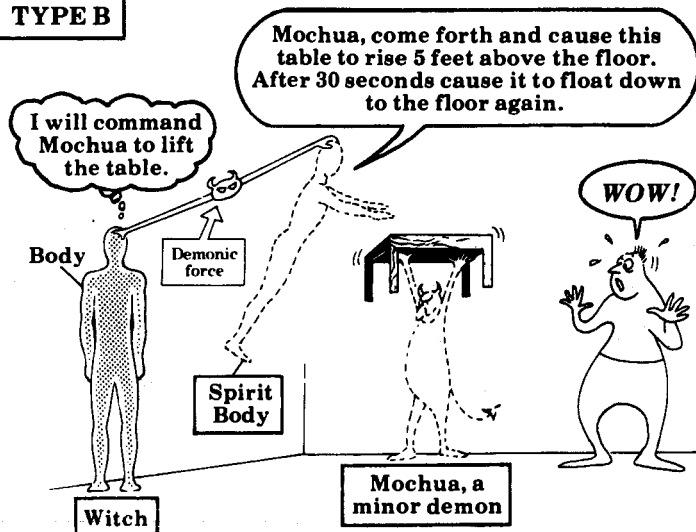 TYPE B
Mochua, come forth and cause this
table to rise 5 feet above the floor.
After 30 seconds cause it to float down
to the floor again.
I will command
Mochua to lift
the table.
WOW!
Body
Demonic
force
Spirit
Body
Mochua, a
minor demon
Witch